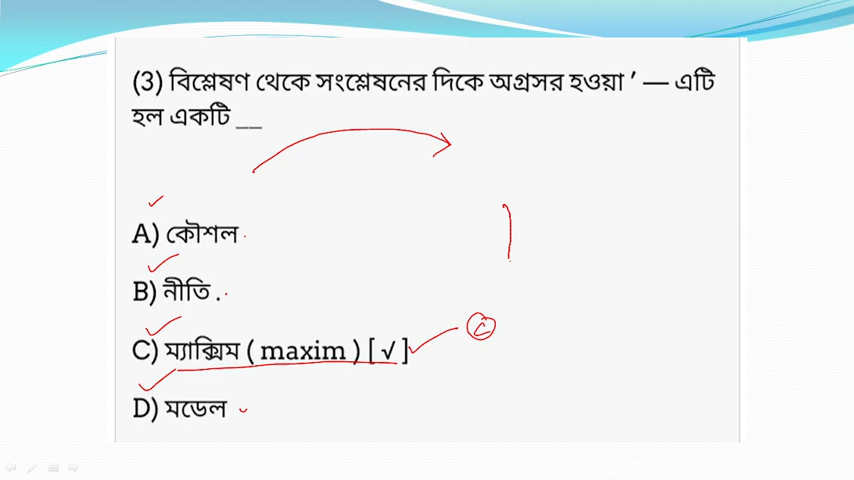 (3) বিশ্লেষণ থেকে সংশ্লেষনের দিকে অগ্রসর হওয়া ’ — এটি
হল একটি __
A) কৌশল
B) নীতি .
C) ম্যাক্সিম ( maxim ) [ √ ]
C
D) মডেল